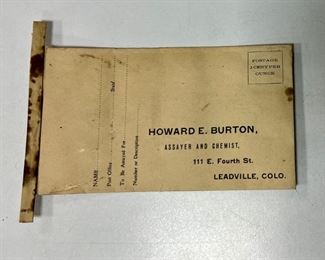 POSTAGE
1 CENT PER
OUNCE
HOWARD E. BURTON,
ASSAYER AND CHEMIST,
111 E. Fourth St.
LEADVILLE, COLO.
NAME
Post Office
To Be Assayed For
Number or Description